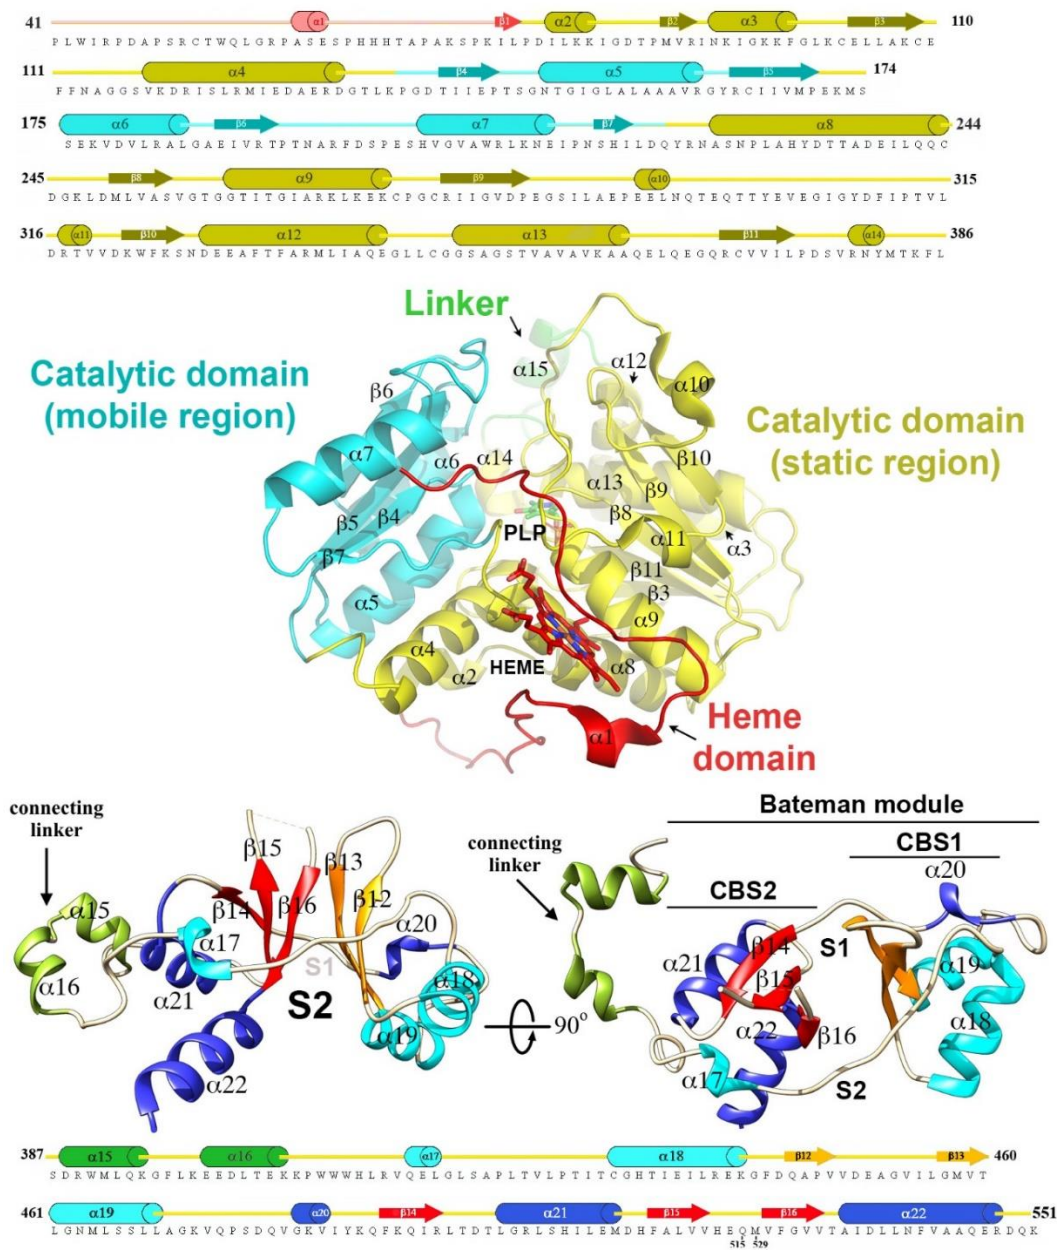 41 α1 β1 α2 β2 α3 β3 110
P L W I R P D A P S R C T W Q L G R P A S E S P H H H T A P A K S P K I L P D I L K K I G D T P M V R I N K I G K K F G L K C E L L A K C E
111 α4 β4 α5 β5 174
F F N A G G S V K D R I S L R M I E D A E R D G T L K P G D T I I E P T S G N T G I G L A L A A A V R G Y R C I I V M P E K M S
175 α6 β6 α7 β7 α8 244
S E K V D V L R A L G A E I V R T P T N A R F D S P E S H V G V A W R L K N E I P N S H I L D Q Y R N A S N P L A H Y D T T A D E I L Q Q C
245 β8 α9 β9 α10 315
D G K L D M L V A S V G T G G T I T G I A R K L K E K C P G C R I I G V D P E G S I L A E P E E L N Q T E Q T T Y E V E G I G Y D F I P T V L
316 α11 β10 α12 α13 β11 α14 386
D R T V V D K W F K S N D E E A F T F A R M L I A Q E G L L C G G S A G S T V A V A V K A A Q E L Q E G Q R C V V I L P D S V R N Y M T K F L
Linker
Catalytic domain
(mobile region)
Catalytic domain
(static region)
α15 α12 α10
β6
α7 α6 α14 β10
α13 β9
β5 β4 β8
PLP α11 α3
β7
β11
β3
α5 α9
α4 α2 HEME α8
Heme
domain
α1
connecting
linker
β15 β13
β14 β16 β12
α15 α17 α20
S1
α16 α21 S2 α18
α19
α22
90°
Bateman module
connecting
linker
CBS1
α20
CBS2
β14 S1
α21 β15 α19
α22 β16 α18
α17 S2
387 α15 α16 α17 α18 β12 β13 460
S D R W M L Q K G F L K E E D L T E K K P W W W H L R V Q E L G L S A P L T V L P T I T C G H T I E I L R E K G F D Q A P V V D E A G V I L G M V T
461 α19 α20 β14 α21 β15 β16 α22 551
L G N M L S S L L A G K V Q P S D Q V G K V I Y K Q F K Q I R L T D T L G R L S H I L E M D H F A L V V H E Q M V F G V V T A I D L L N F V A A Q E R D Q K
515 529